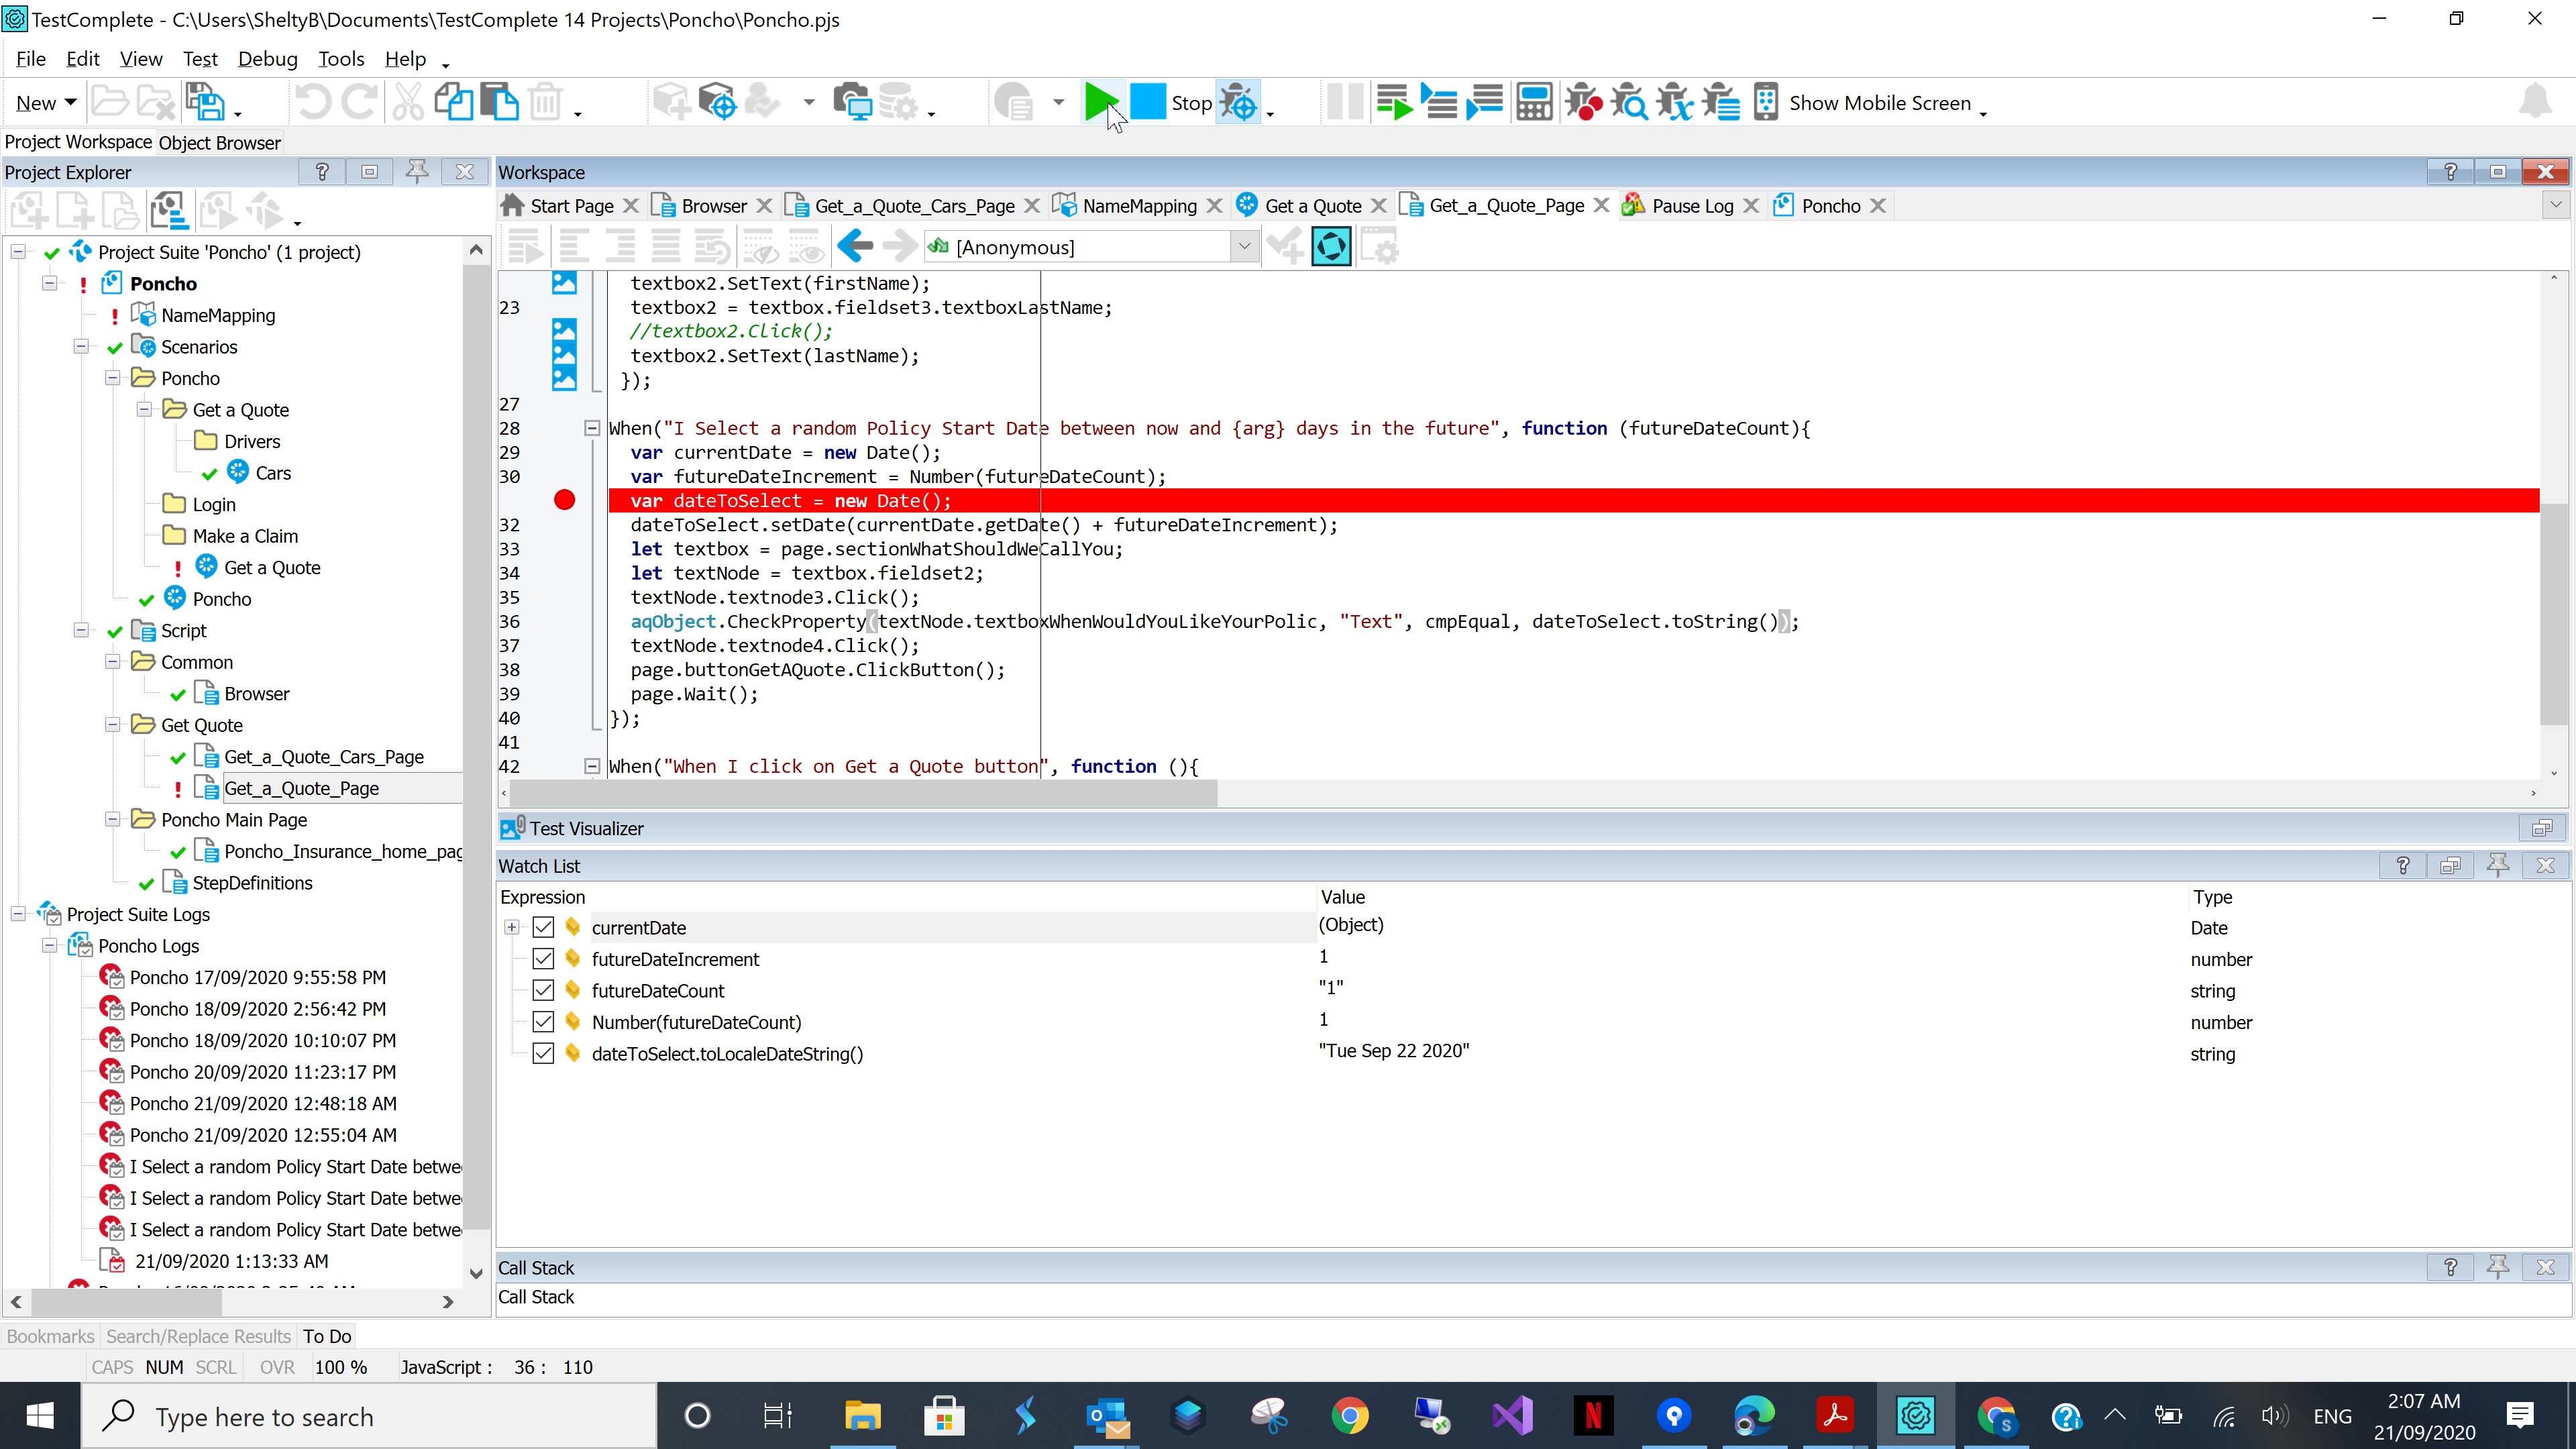 TestComplete - C:\Users\SheltyB\Documents\TestComplete 14 Projects\Poncho\Poncho.pjs
File Edit View Test Debug Tools Help
New Stop Show Mobile Screen
Project Workspace Object Browser
Project Explorer
Project Suite 'Poncho' (1 project)
Poncho
NameMapping
Scenarios
Poncho
Get a Quote
Drivers
Cars
Login
Make a Claim
Get a Quote
Poncho
Script
Common
Browser
Get Quote
Get_a_Quote_Cars_Page
Get_a_Quote_Page
Poncho Main Page
Poncho_Insurance_home_pag
StepDefinitions
Project Suite Logs
Poncho Logs
Poncho 17/09/2020 9:55:58 PM
Poncho 18/09/2020 2:56:42 PM
Poncho 18/09/2020 10:10:07 PM
Poncho 20/09/2020 11:23:17 PM
Poncho 21/09/2020 12:48:18 AM
Poncho 21/09/2020 12:55:04 AM
I Select a random Policy Start Date betwe
I Select a random Policy Start Date betwe
I Select a random Policy Start Date betwe
21/09/2020 1:13:33 AM
Workspace
Start Page Browser Get_a_Quote_Cars_Page NameMapping Get a Quote Get_a_Quote_Page Pause Log Poncho
[Anonymous]
textbox2.SetText(firstName);
23 textbox2 = textbox.fieldset3.textboxLastName;
//textbox2.Click();
textbox2.SetText(lastName);
});
27
28 When("I Select a random Policy Start Date between now and {arg} days in the future", function (futureDateCount){
29 var currentDate = new Date();
30 var futureDateIncrement = Number(futureDateCount);
var dateToSelect = new Date();
32 dateToSelect.setDate(currentDate.getDate() + futureDateIncrement);
33 let textbox = page.sectionWhatShouldWeCallYou;
34 let textNode = textbox.fieldset2;
35 textNode.textnode3.Click();
36 aqObject.CheckProperty(textNode.textboxWhenWouldYouLikeYourPolic, "Text", cmpEqual, dateToSelect.toString());
37 textNode.textnode4.Click();
38 page.buttonGetAQuote.ClickButton();
39 page.Wait();
40 });
41
42 When("When I click on Get a Quote button", function (){
Test Visualizer
Watch List
Expression Value Type
currentDate (Object) Date
futureDateIncrement 1 number
futureDateCount "1" string
Number(futureDateCount) 1 number
dateToSelect.toLocaleDateString() "Tue Sep 22 2020" string
Call Stack
Call Stack
Bookmarks Search/Replace Results To Do
CAPS NUM SCRL OVR 100 % JavaScript : 36 : 110
Type here to search
ENG
2:07 AM
21/09/2020